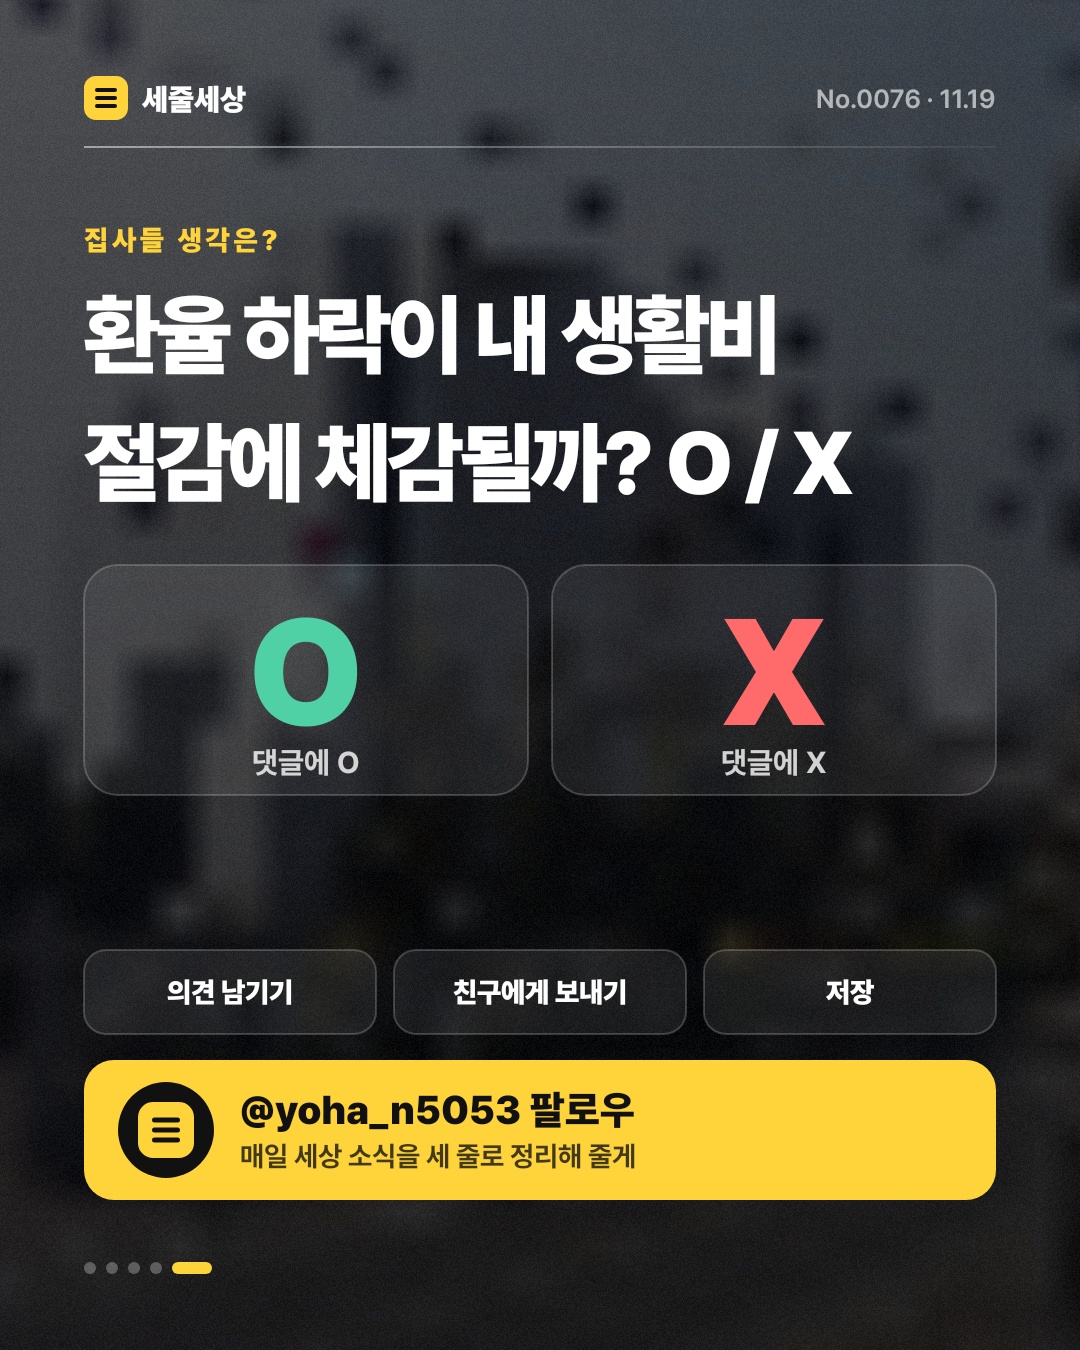 세줄세상
No.0076 · 11.19
집사들 생각은?
환율 하락이 내 생활비
절감에 체감될까? O / X
O
댓글에 O
X
댓글에 X
의견 남기기
친구에게 보내기
저장
@yoha_n5053 팔로우
매일 세상 소식을 세 줄로 정리해 줄게